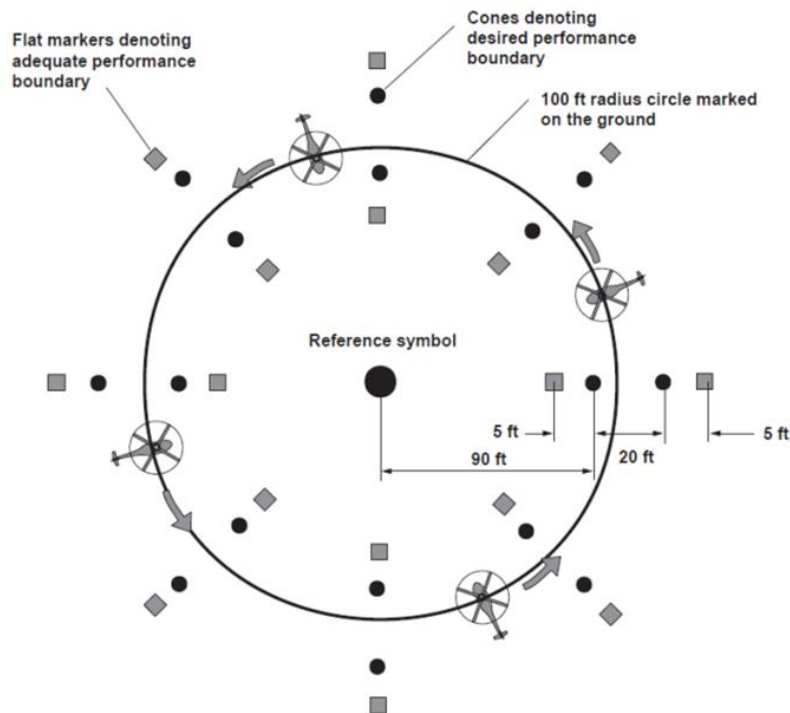 Flat markers denoting
adequate performance
boundary
Cones denoting
desired performance
boundary
100 ft radius circle marked
on the ground
Reference symbol
5 ft
90 ft
20 ft
5 ft